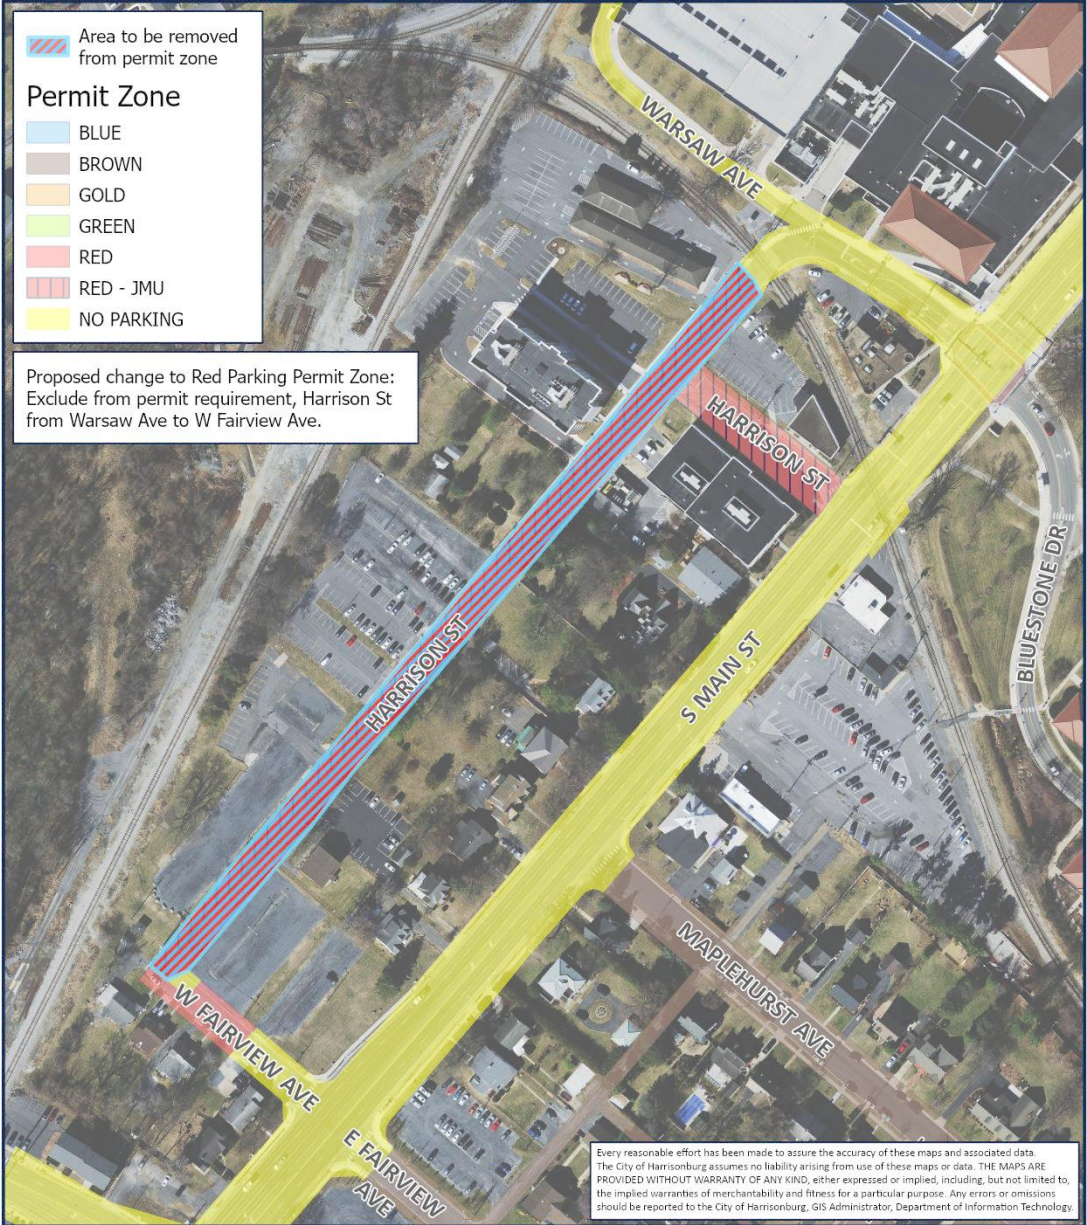 Area to be removed
from permit zone
Permit Zone
BLUE
BROWN
GOLD
GREEN
RED
RED - JMU
NO PARKING
Proposed change to Red Parking Permit Zone:
Exclude from permit requirement, Harrison St
from Warsaw Ave to W Fairview Ave.
WARSAW AVE
HARRISON ST
BLUESTONE DR
HARRISON ST
S MAIN ST
MAPLEHURST AVE
W FAIRVIEW AVE
E FAIRVIEW
AVE
Every reasonable effort has been made to assure the accuracy of these maps and associated data.
The City of Harrisonburg assumes no liability arising from use of these maps or data. THE MAPS ARE
PROVIDED WITHOUT WARRANTY OF ANY KIND, either expressed or implied, including, but not limited to,
the implied warranties of merchantability and fitness for a particular purpose. Any errors or omissions
should be reported to the City of Harrisonburg, GIS Administrator, Department of Information Technology.